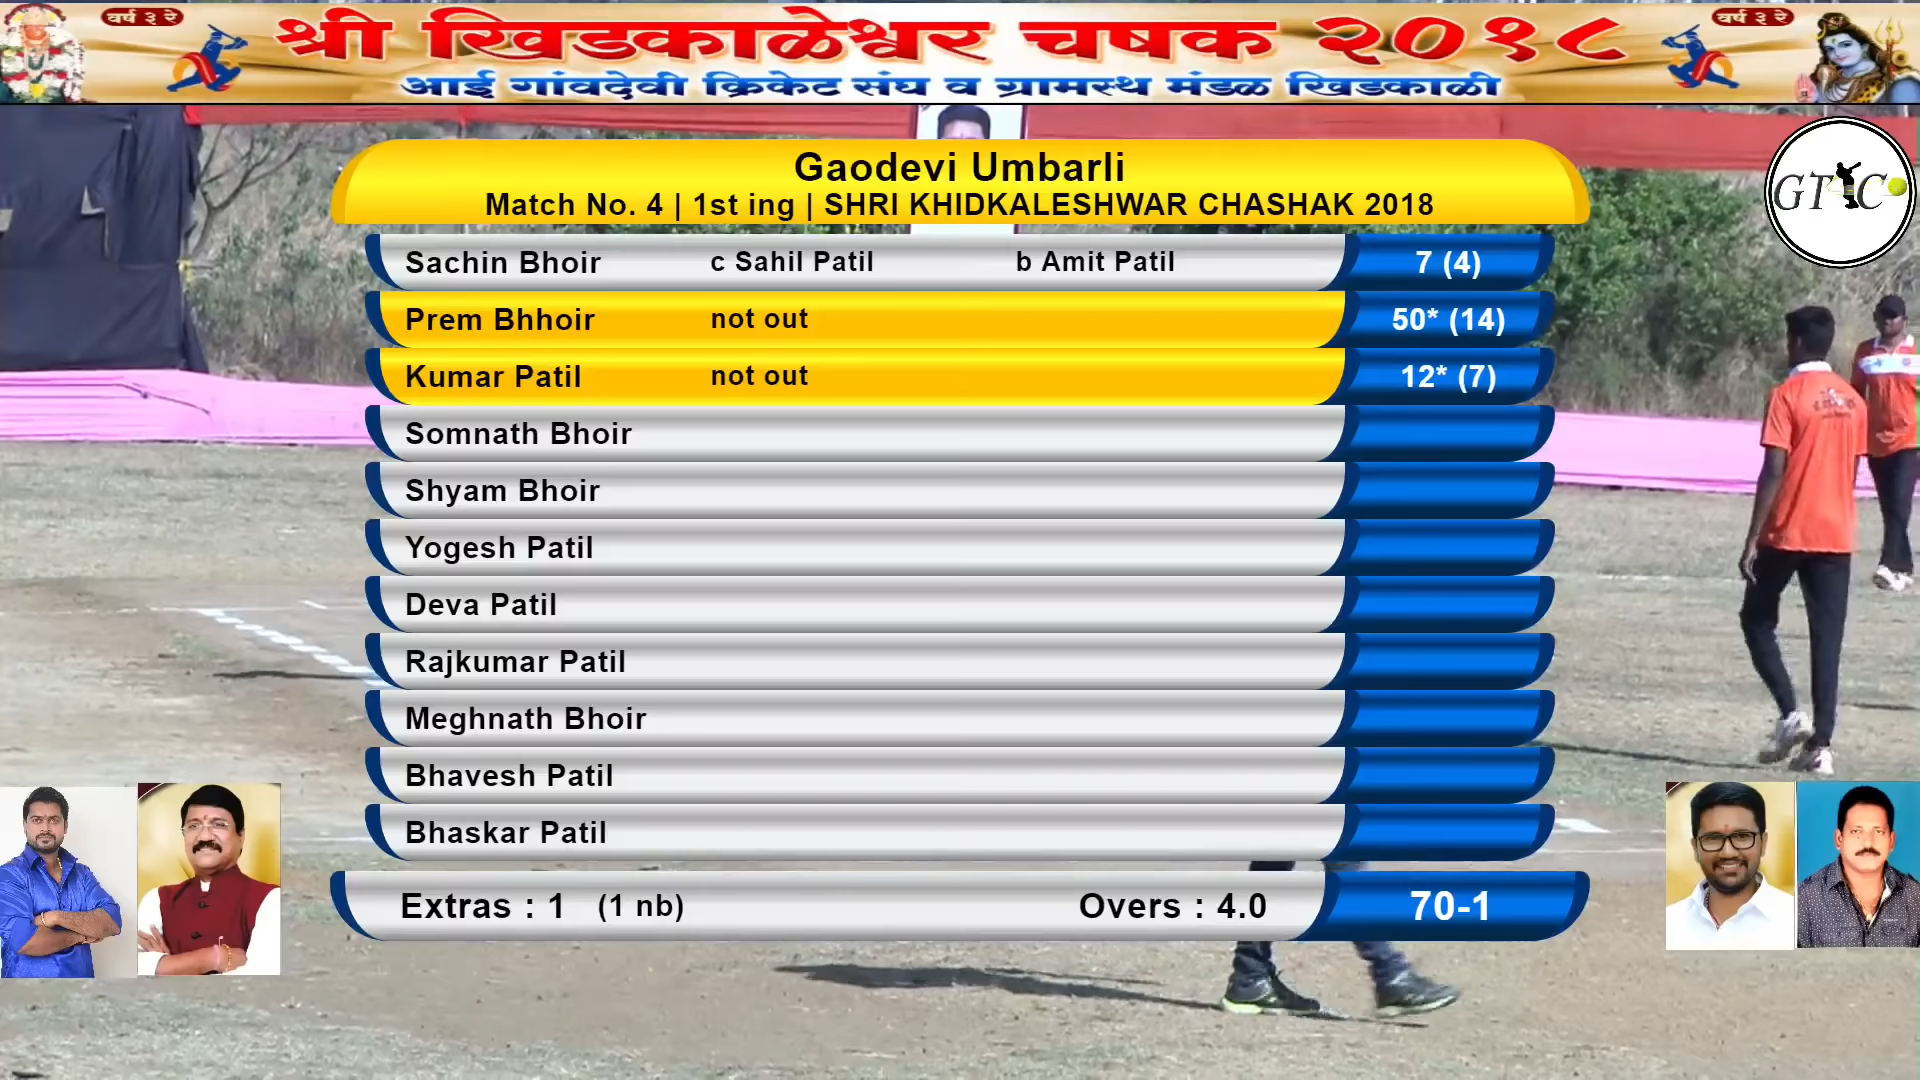 वर्ष ३ रे
श्री खिडकाळेश्वर चषक २०१८
वर्ष ३ रे
आई गांवदेवी क्रिकेट संघ व ग्रामस्थ मंडळ खिडकाळी
GTCC
Gaodevi Umbarli
Match No. 4 | 1st ing | SHRI KHIDKALESHWAR CHASHAK 2018
Sachin Bhoir c Sahil Patil b Amit Patil 7 (4)
Prem Bhhoir not out 50* (14)
Kumar Patil not out 12* (7)
Somnath Bhoir
Shyam Bhoir
Yogesh Patil
Deva Patil
Rajkumar Patil
Meghnath Bhoir
Bhavesh Patil
Bhaskar Patil
Extras : 1 (1 nb) Overs : 4.0 70-1